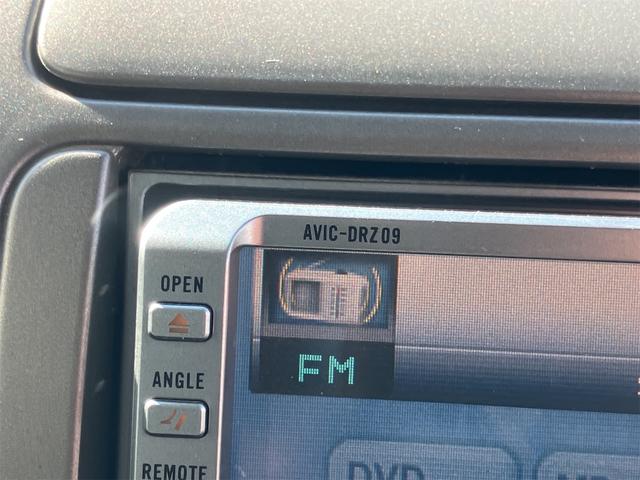 AVIC-DRZ09
OPEN
FM
ANGLE
REMOTE
DVD